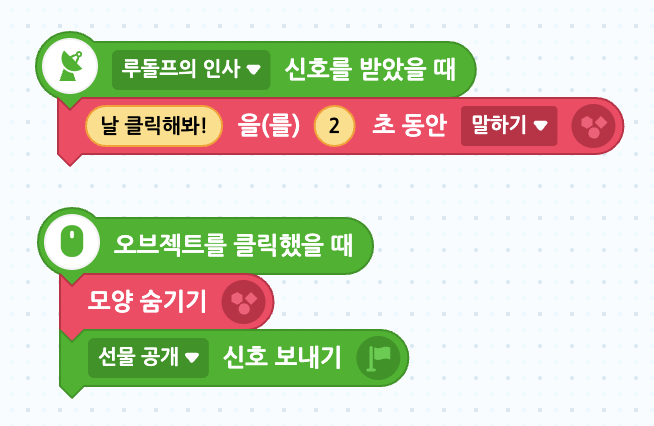 루돌프의 인사 신호를 받았을 때
날 클릭해봐! 을(를) 2 초 동안 말하기
오브젝트를 클릭했을 때
모양 숨기기
선물 공개 신호 보내기